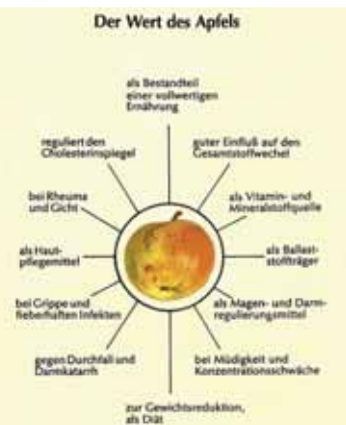 Der Wert des Apfels
als Bestandteil
einer vollwertigen
Ernährung
guter Einfluß auf den
Gesamtstoffwechel
als Vitamin- und
Mineralstoffquelle
als Ballast-
stoffträger
als Magen- und Darm-
regulierungsmittel
bei Müdigkeit und
Konzentrationsschwäche
zur Gewichtsreduktion,
als Diät
gegen Durchfall und
Darmkatarrh
bei Grippe und
fieberhaften Infekten
als Haut-
pflegemittel
bei Rheuma
und Gicht
reguliert den
Cholesterinspiegel